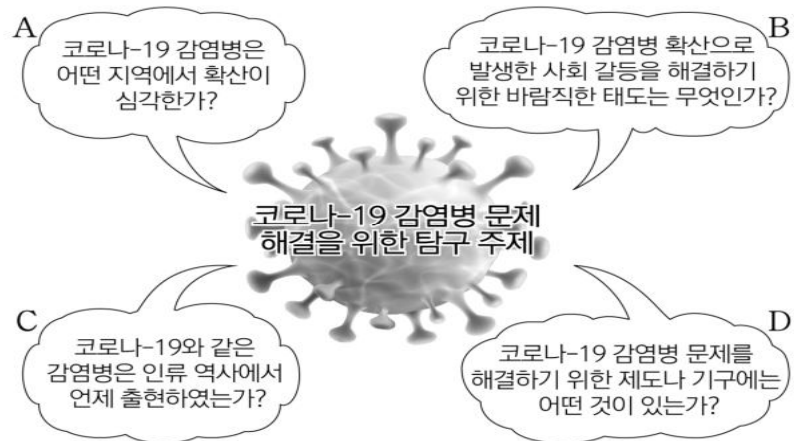 A
코로나-19 감염병은
어떤 지역에서 확산이
심각한가?
B
코로나-19 감염병 확산으로
발생한 사회 갈등을 해결하기
위한 바람직한 태도는 무엇인가?
코로나-19 감염병 문제
해결을 위한 탐구 주제
C
코로나-19와 같은
감염병은 인류 역사에서
언제 출현하였는가?
D
코로나-19 감염병 문제를
해결하기 위한 제도나 기구에는
어떤 것이 있는가?